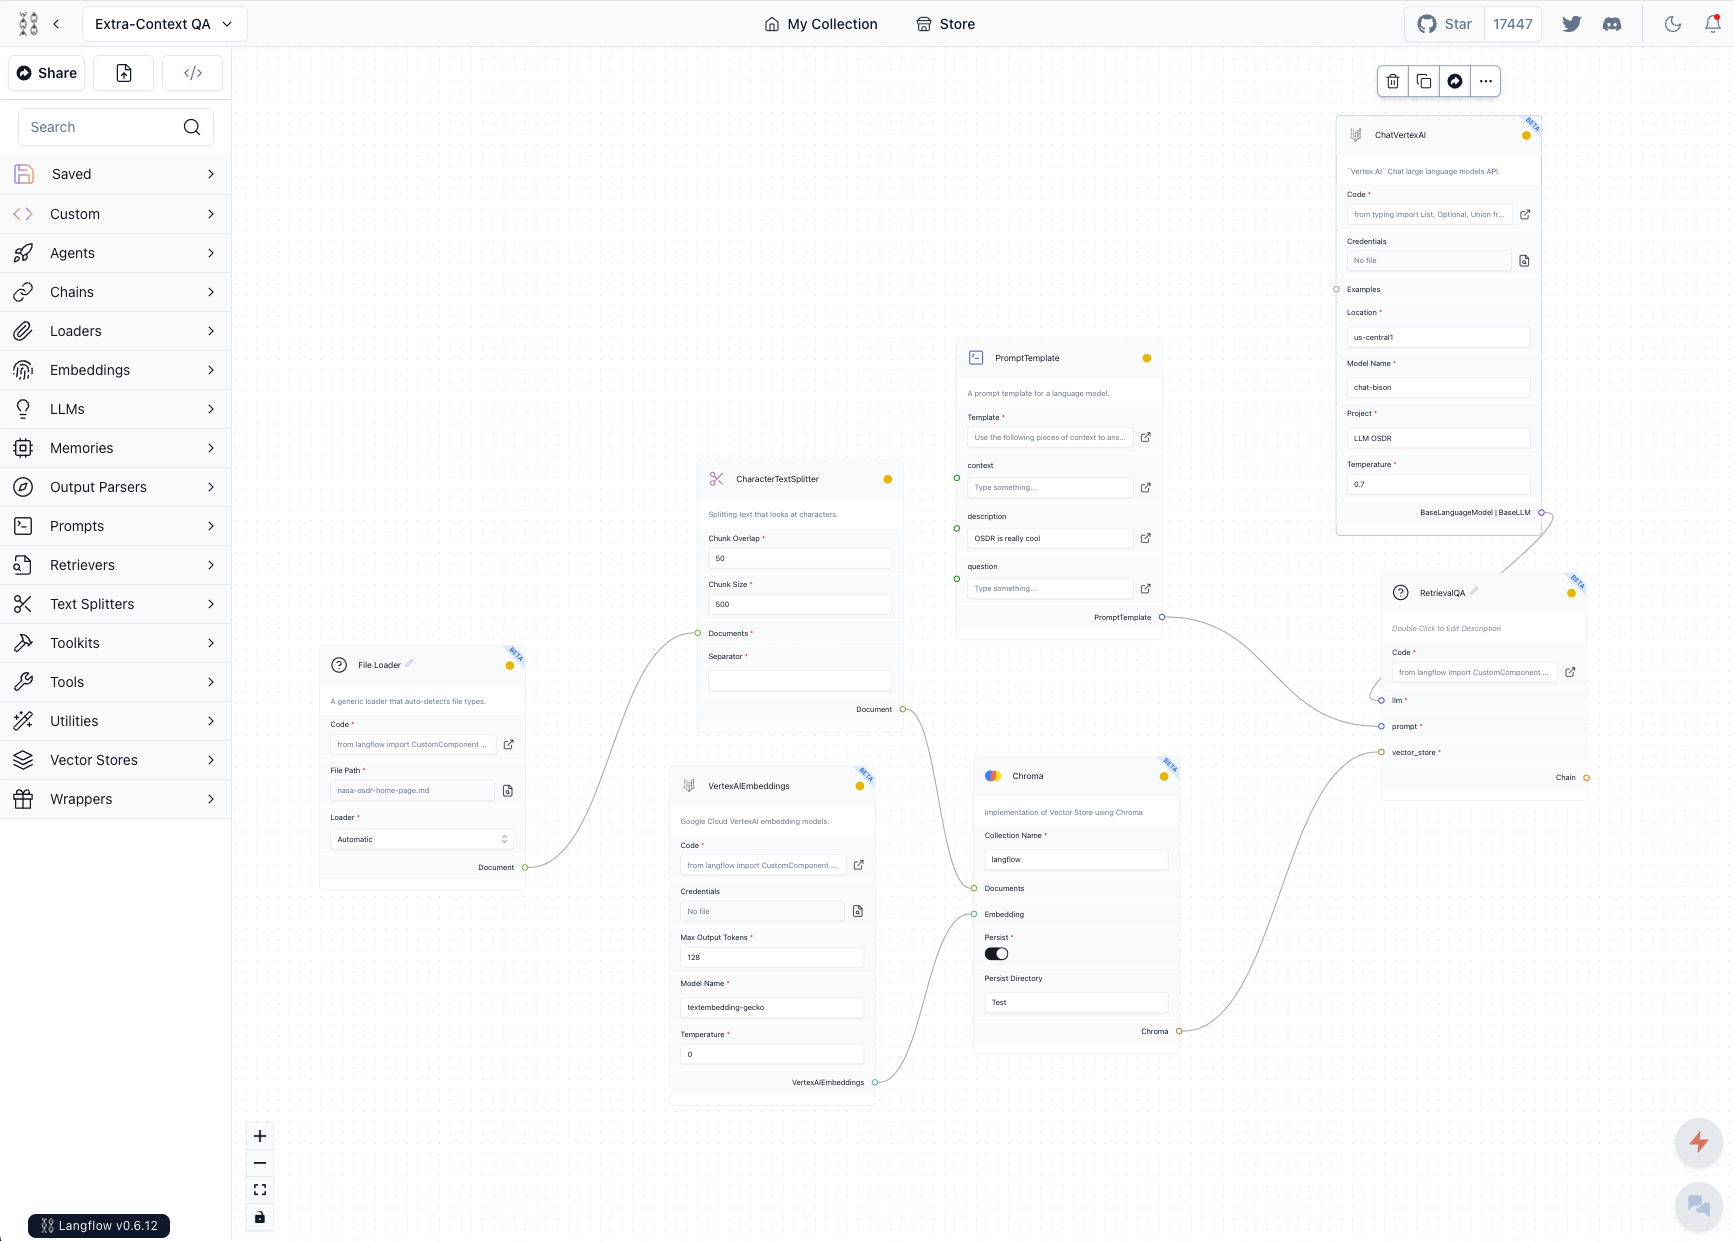 Extra-Context QA
My Collection
Store
Star
17447
Share
</>
Search
Saved
Custom
Agents
Chains
Loaders
Embeddings
LLMs
Memories
Output Parsers
Prompts
Retrievers
Text Splitters
Toolkits
Tools
Utilities
Vector Stores
Wrappers
Langflow v0.6.12
File Loader
BETA
A generic loader that auto-detects file types.
Code *
from langflow import CustomComponent ...
File Path *
nasa-osdr-home-page.md
Loader *
Automatic
Document
CharacterTextSplitter
Splitting text that looks at characters.
Chunk Overlap *
50
Chunk Size *
500
Documents *
Separator *
Document
VertexAIEmbeddings
BETA
Google Cloud VertexAI embedding models.
Code *
from langflow import CustomComponent ...
Credentials
No file
Max Output Tokens *
128
Model Name *
textembedding-gecko
Temperature *
0
VertexAIEmbeddings
PromptTemplate
A prompt template for a language model.
Template *
Use the following pieces of context to ans...
context
Type something...
description
OSDR is really cool
question
Type something...
PromptTemplate
Chroma
BETA
Implementation of Vector Store using Chroma
Collection Name *
langflow
Documents
Embedding
Persist *
Persist Directory
Test
Chroma
ChatVertexAI
BETA
`Vertex AI` Chat large language models API.
Code *
from typing import List, Optional, Union fr...
Credentials
No file
Examples
Location *
us-central1
Model Name *
chat-bison
Project *
LLM OSDR
Temperature *
0.7
BaseLanguageModel | BaseLLM
RetrievalQA
BETA
Double Click to Edit Description
Code *
from langflow import CustomComponent ...
llm *
prompt *
vector_store *
Chain